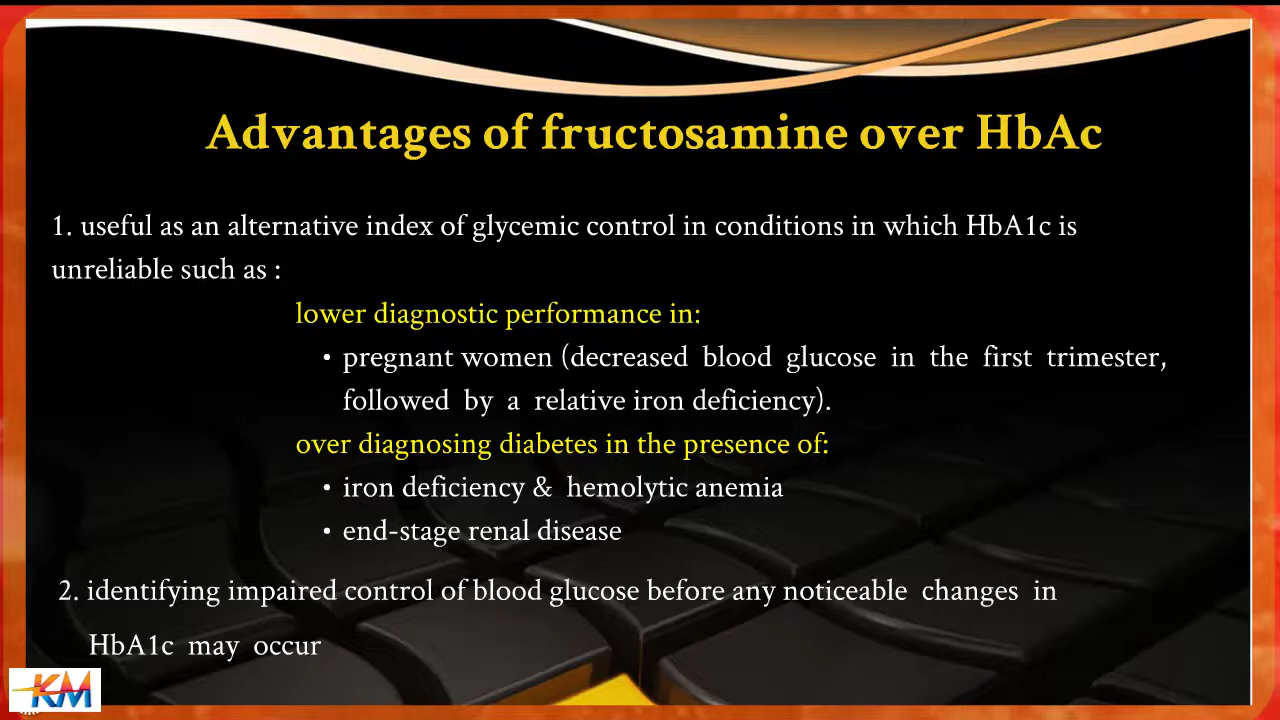 Advantages of fructosamine over HbAc
1. useful as an alternative index of glycemic control in conditions in which HbA1c is
unreliable such as :
lower diagnostic performance in:
• pregnant women (decreased blood glucose in the first trimester,
followed by a relative iron deficiency).
over diagnosing diabetes in the presence of:
• iron deficiency & hemolytic anemia
• end-stage renal disease
2. identifying impaired control of blood glucose before any noticeable changes in
HbA1c may occur
KM